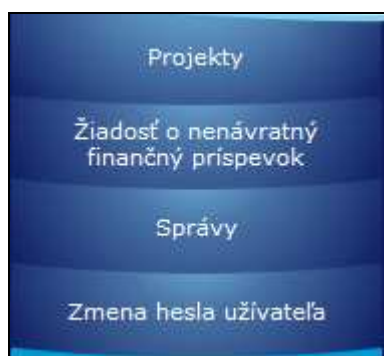 Projekty
Žiadosť o nenávratný
finančný príspevok
Správy
Zmena hesla užívateľa